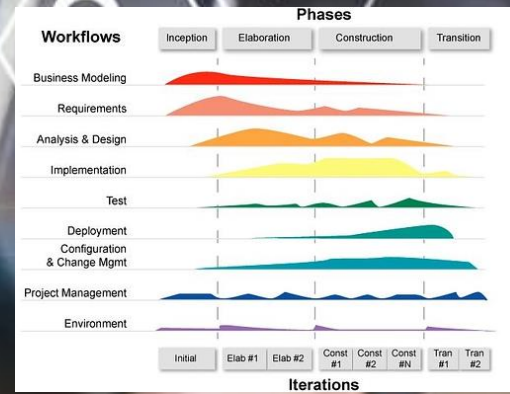 Phases
Workflows
Inception
Elaboration
Construction
Transition
Business Modeling
Requirements
Analysis & Design
Implementation
Test
Deployment
Configuration
& Change Mgmt
Project Management
Environment
Initial
Elab #1
Elab #2
Const
#1
Const
#2
Const
#N
Tran
#1
Tran
#2
Iterations